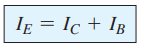 I_E = I_C + I_B